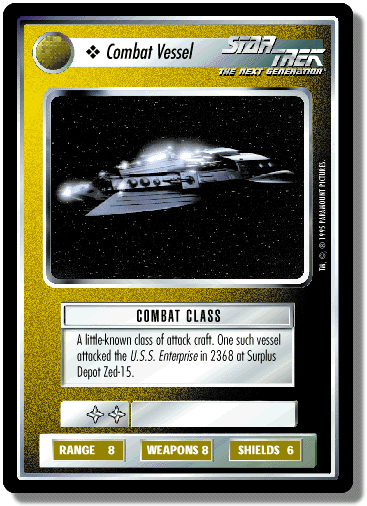 ❖ Combat Vessel
STAR TREK
THE NEXT GENERATION
TM, © ® 1995 PARAMOUNT PICTURES.
COMBAT CLASS
A little-known class of attack craft. One such vessel
attacked the U.S.S. Enterprise in 2368 at Surplus
Depot Zed-15.
RANGE 8 WEAPONS 8 SHIELDS 6